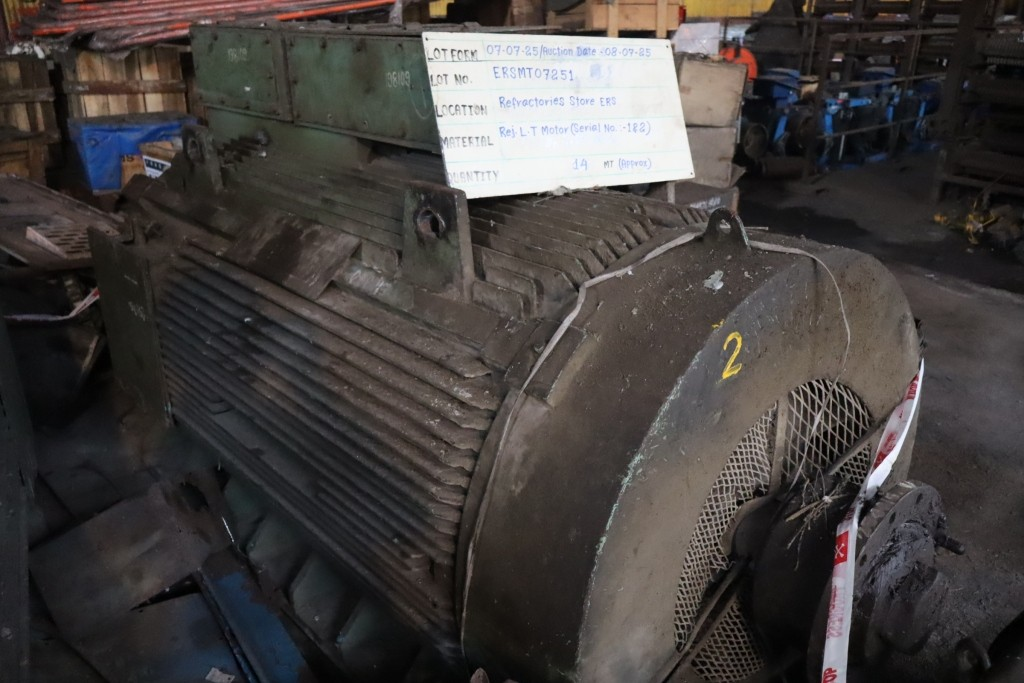 LOT FORM 07-07-25/Auction Date :-08-07-25
LOT NO. ERSMT07251
LOCATION Refractories Store ERS
MATERIAL Rej. L.T Motor (Serial No. :-182)
QUANTITY 14 MT (Approx)
2